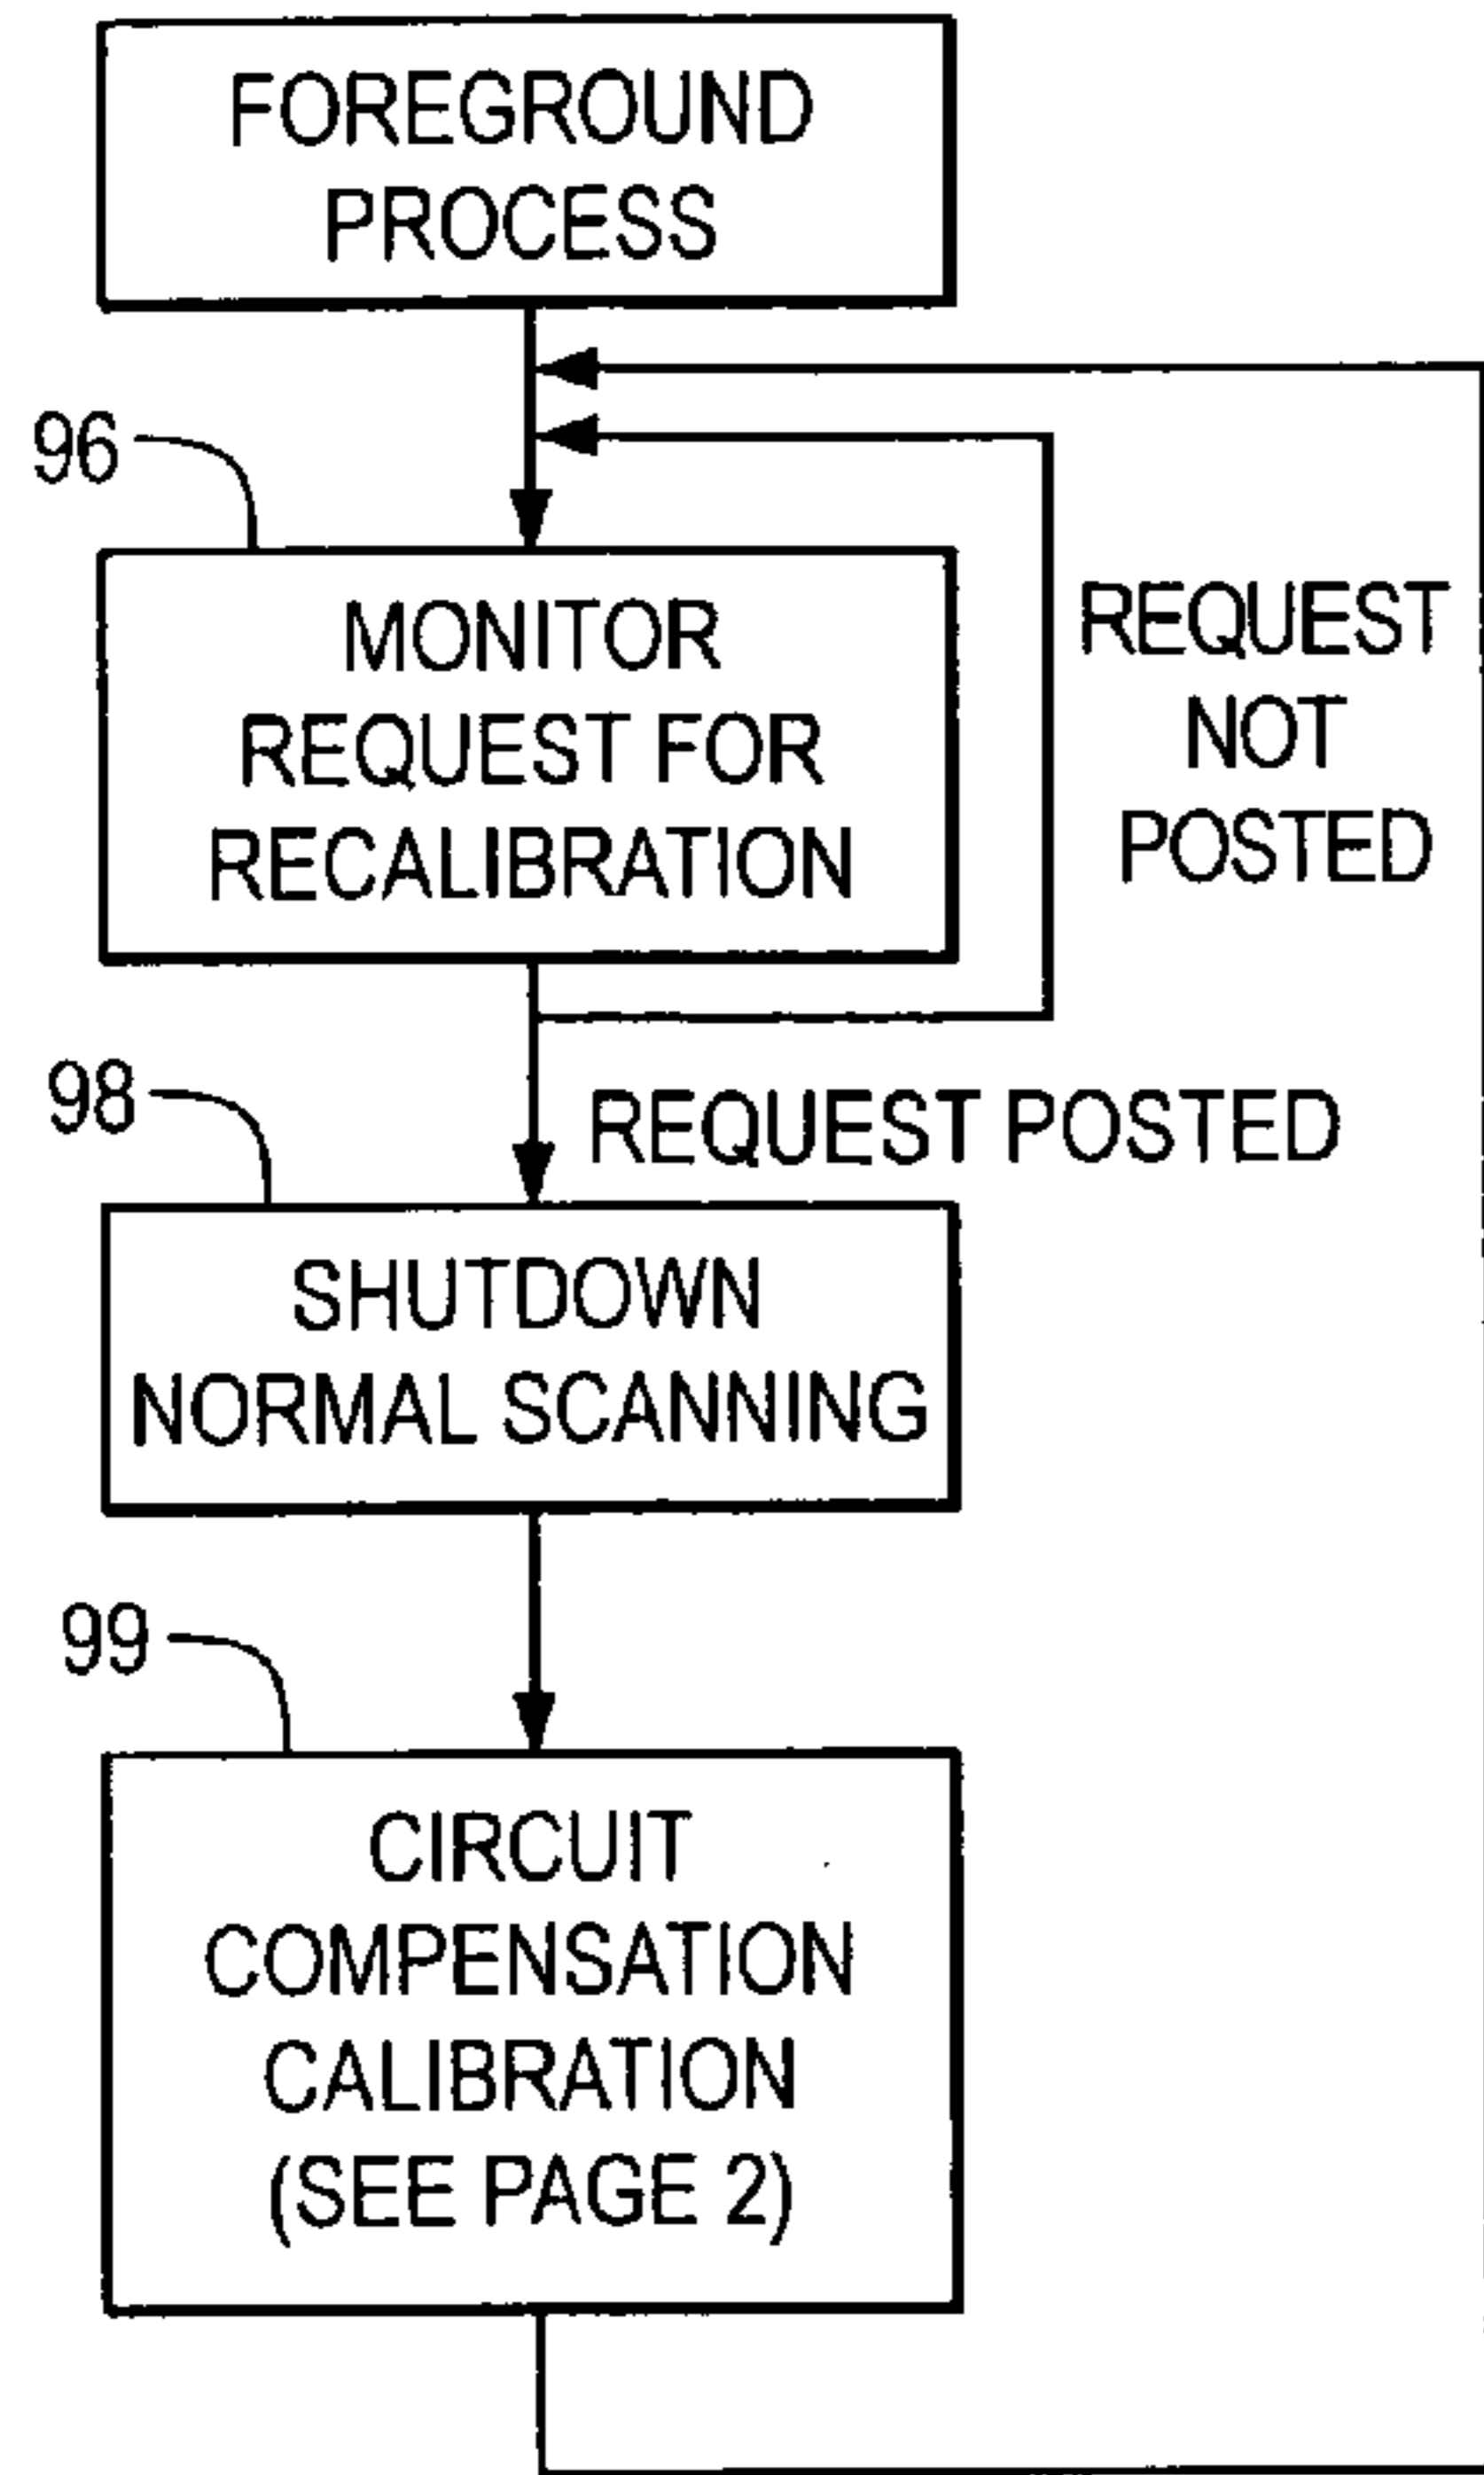 FOREGROUND
PROCESS
96
MONITOR
REQUEST FOR
RECALIBRATION
REQUEST
NOT
POSTED
98
REQUEST POSTED
SHUTDOWN
NORMAL SCANNING
99
CIRCUIT
COMPENSATION
CALIBRATION
(SEE PAGE 2)